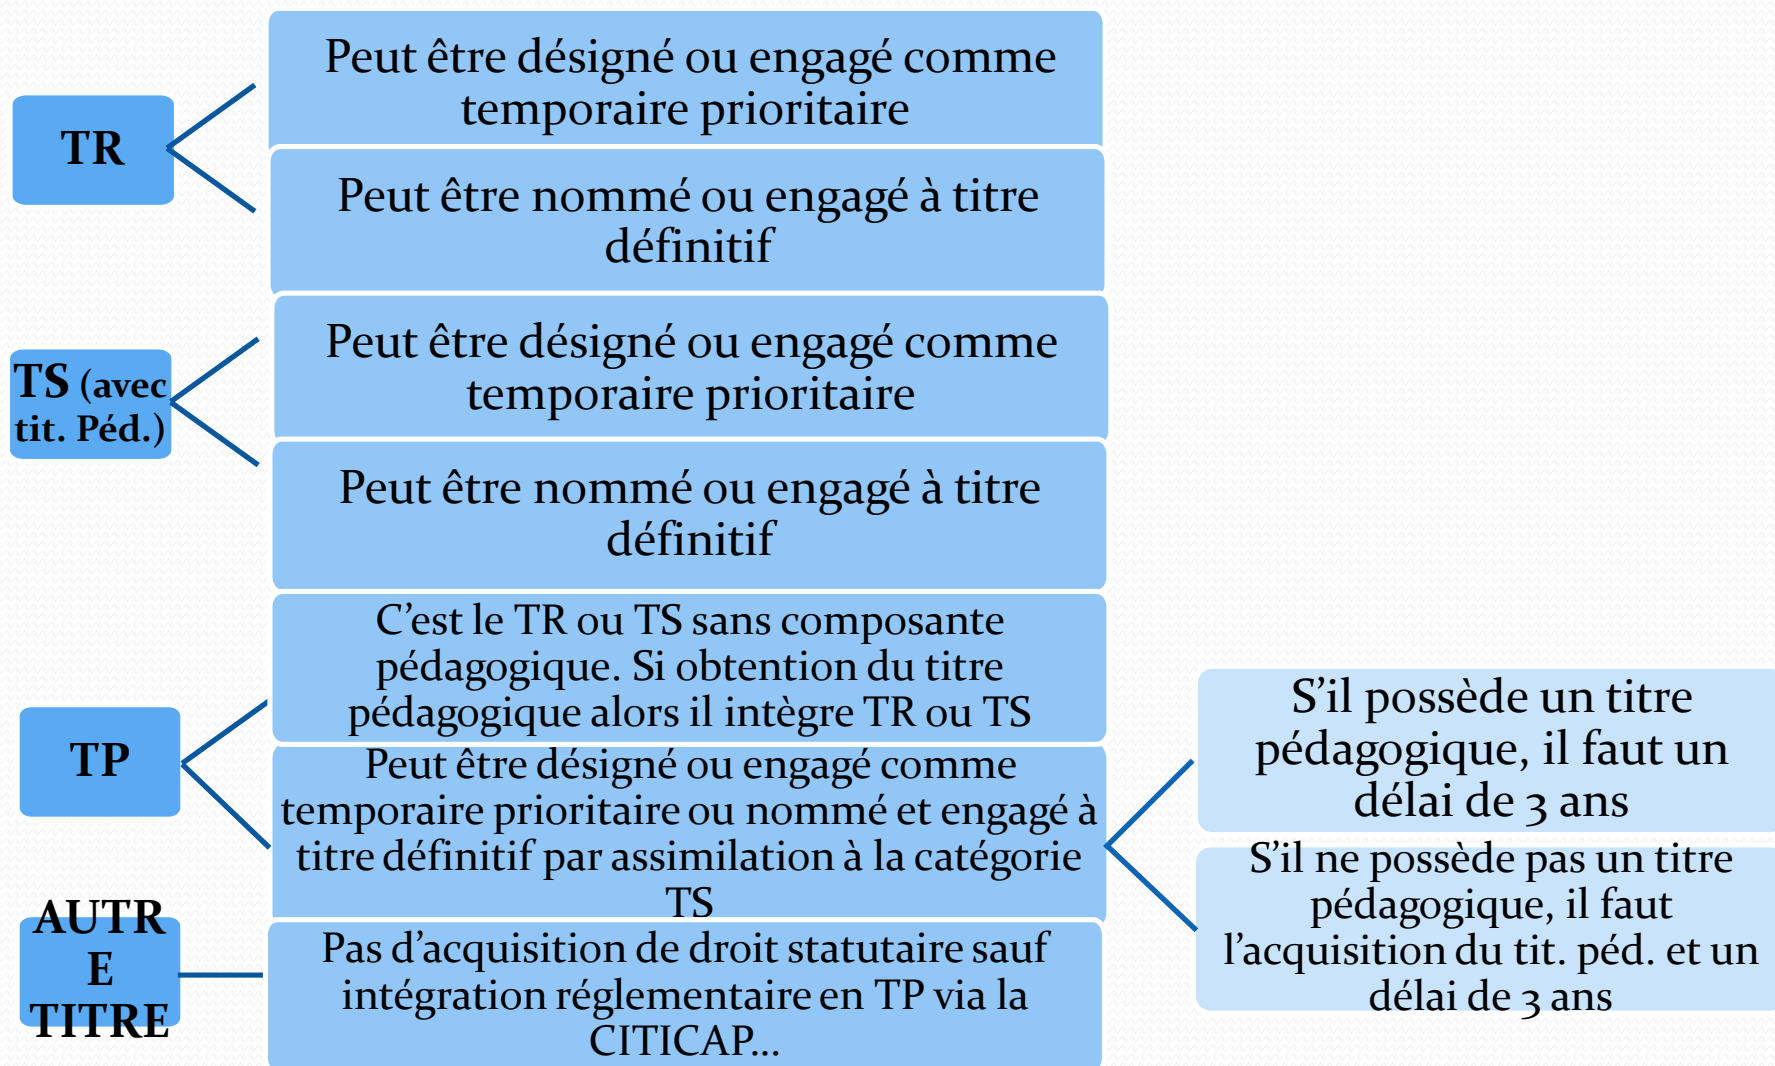 TR
Peut être désigné ou engagé comme
temporaire prioritaire
Peut être nommé ou engagé à titre
définitif
TS (avec
tit. Péd.)
Peut être désigné ou engagé comme
temporaire prioritaire
Peut être nommé ou engagé à titre
définitif
TP
C’est le TR ou TS sans composante
pédagogique. Si obtention du titre
pédagogique alors il intègre TR ou TS
Peut être désigné ou engagé comme
temporaire prioritaire ou nommé et engagé à
titre définitif par assimilation à la catégorie
TS
S’il possède un titre
pédagogique, il faut un
délai de 3 ans
S’il ne possède pas un titre
pédagogique, il faut
l’acquisition du tit. péd. et un
délai de 3 ans
AUTR
E
TITRE
Pas d’acquisition de droit statutaire sauf
intégration réglementaire en TP via la
CITICAP…